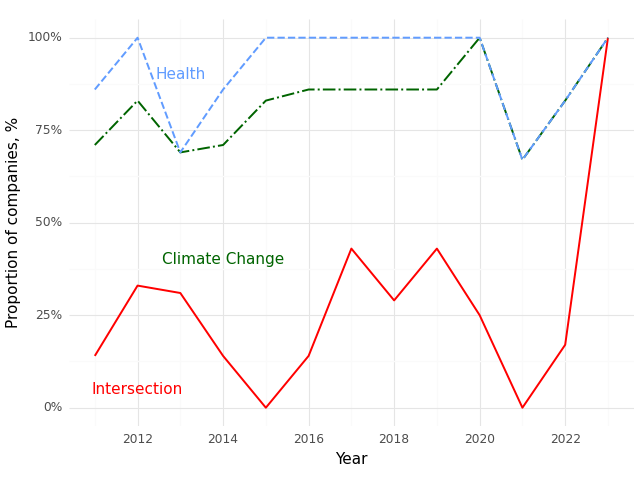 100%
75%
50%
25%
0%
Proportion of companies, %
Health
Climate Change
Intersection
2012
2014
2016
2018
2020
2022
Year